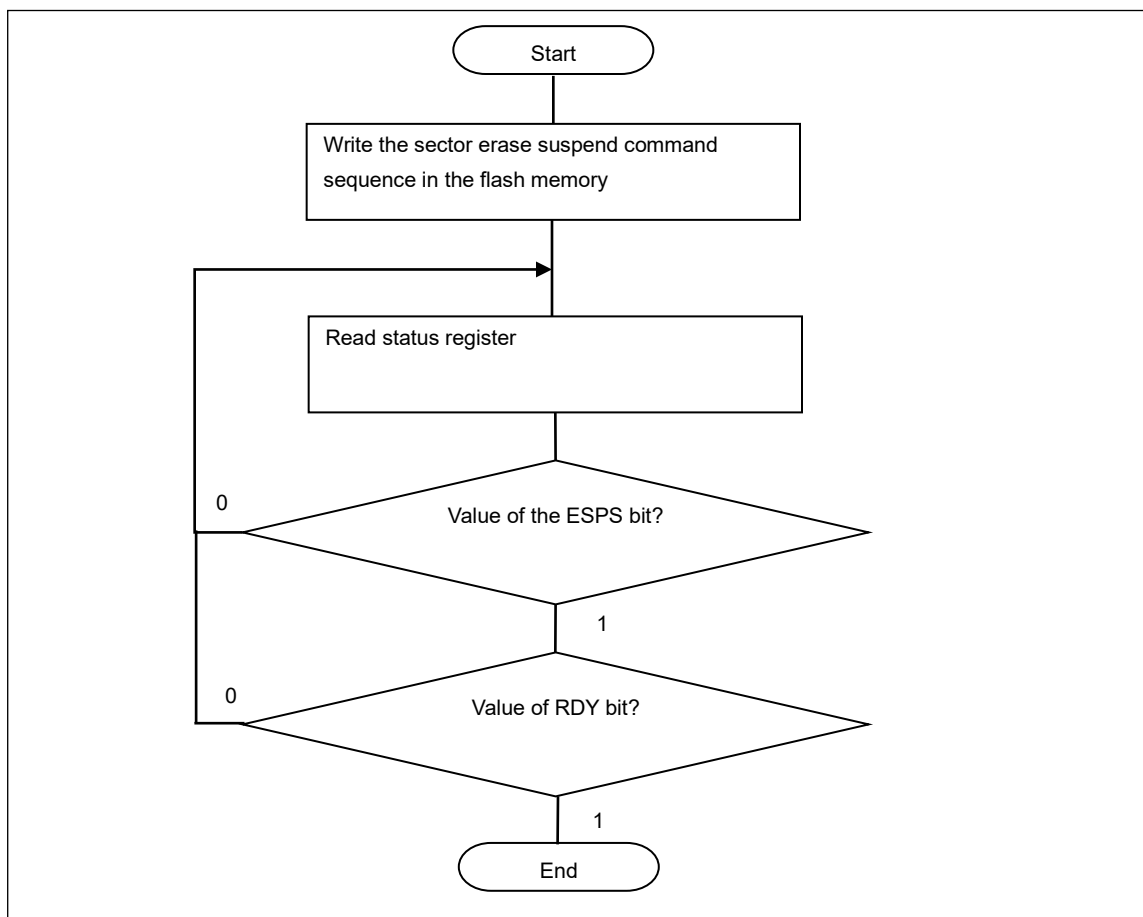 Start
Write the sector erase suspend command
sequence in the flash memory
Read status register
0
Value of the ESPS bit?
1
0
Value of RDY bit?
1
End